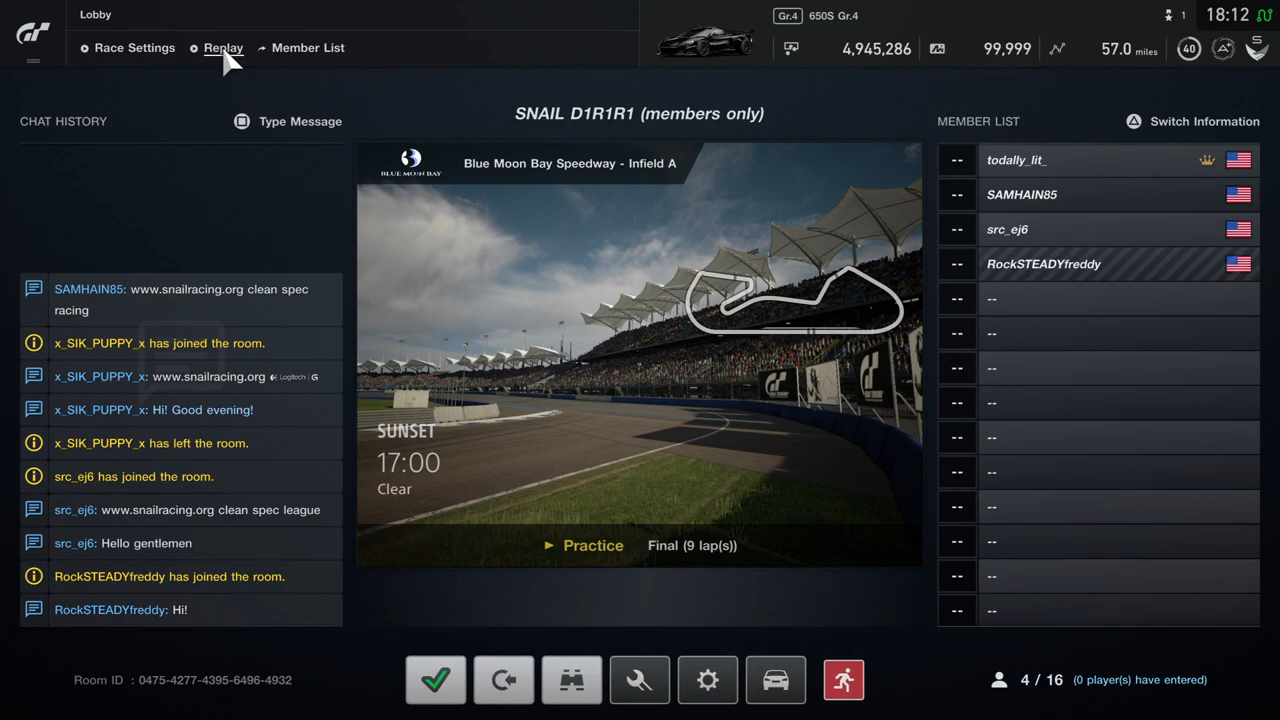 Lobby
Race Settings
Replay
Member List
Gr.4
650S Gr.4
1
18:12
4,945,286
99,999
57.0 miles
40
A+
S
CHAT HISTORY
Type Message
SNAIL D1R1R1 (members only)
MEMBER LIST
Switch Information
BLUE MOON BAY
Blue Moon Bay Speedway - Infield A
SAMHAIN85: www.snailracing.org clean spec
racing
x_SIK_PUPPY_x has joined the room.
x_SIK_PUPPY_x: www.snailracing.org Logitech G
x_SIK_PUPPY_x: Hi! Good evening!
x_SIK_PUPPY_x has left the room.
src_ej6 has joined the room.
src_ej6: www.snailracing.org clean spec league
src_ej6: Hello gentlemen
RockSTEADYfreddy has joined the room.
RockSTEADYfreddy: Hi!
SUNSET
17:00
Clear
GT
GT
Practice
Final (9 lap(s))
-- todally_lit_
-- SAMHAIN85
-- src_ej6
-- RockSTEADYfreddy
-- --
-- --
-- --
-- --
-- --
-- --
-- --
-- --
-- --
-- --
Room ID : 0475-4277-4395-6496-4932
4 / 16
(0 player(s) have entered)